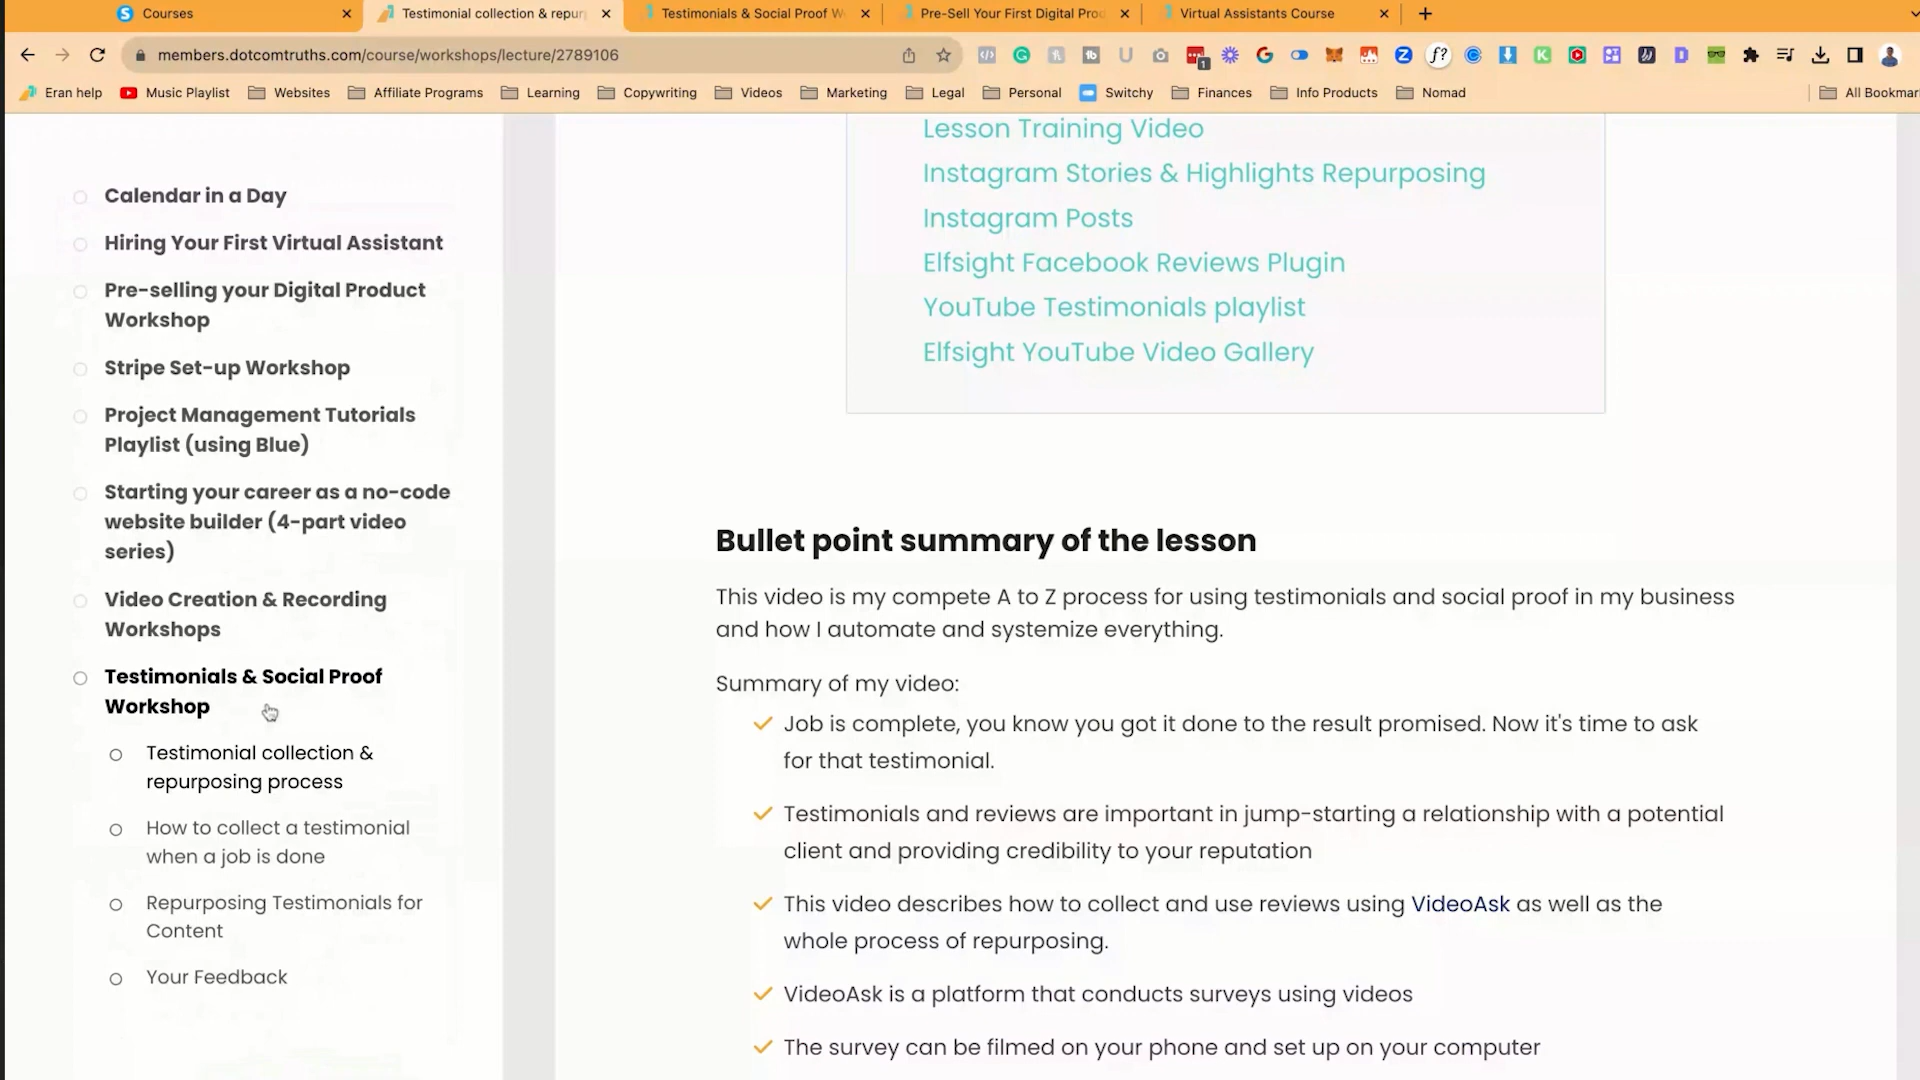 Courses
Testimonial collection & repur
Testimonials & Social Proof W
Pre-Sell Your First Digital Proc
Virtual Assistants Course
members.dotcomtruths.com/course/workshops/lecture/2789106
Eran help
Music Playlist
Websites
Affiliate Programs
Learning
Copywriting
Videos
Marketing
Legal
Personal
Switchy
Finances
Info Products
Nomad
All Bookmar
Calendar in a Day
Hiring Your First Virtual Assistant
Pre-selling your Digital Product
Workshop
Stripe Set-up Workshop
Project Management Tutorials
Playlist (using Blue)
Starting your career as a no-code
website builder (4-part video
series)
Video Creation & Recording
Workshops
Testimonials & Social Proof
Workshop
Testimonial collection &
repurposing process
How to collect a testimonial
when a job is done
Repurposing Testimonials for
Content
Your Feedback
Lesson Training Video
Instagram Stories & Highlights Repurposing
Instagram Posts
Elfsight Facebook Reviews Plugin
YouTube Testimonials playlist
Elfsight YouTube Video Gallery
Bullet point summary of the lesson
This video is my compete A to Z process for using testimonials and social proof in my business
and how I automate and systemize everything.
Summary of my video:
Job is complete, you know you got it done to the result promised. Now it's time to ask
for that testimonial.
Testimonials and reviews are important in jump-starting a relationship with a potential
client and providing credibility to your reputation
This video describes how to collect and use reviews using VideoAsk as well as the
whole process of repurposing.
VideoAsk is a platform that conducts surveys using videos
The survey can be filmed on your phone and set up on your computer